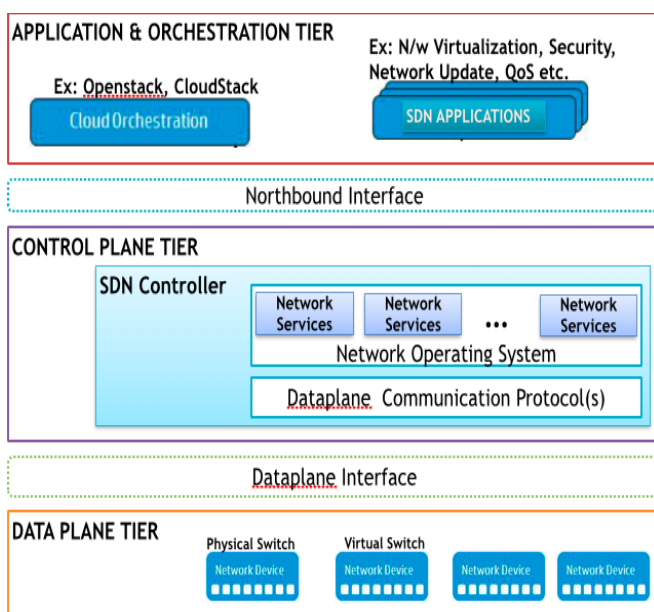 APPLICATION & ORCHESTRATION TIER
Ex: N/w Virtualization, Security,
Network Update, QoS etc.
Ex: Openstack, CloudStack
Cloud Orchestration
SDN APPLICATIONS
Northbound Interface
CONTROL PLANE TIER
SDN Controller
Network
Services
Network
Services
...
Network
Services
Network Operating System
Dataplane Communication Protocol(s)
Dataplane Interface
DATA PLANE TIER
Physical Switch
Virtual Switch
Network Device
Network Device
Network Device
Network Device